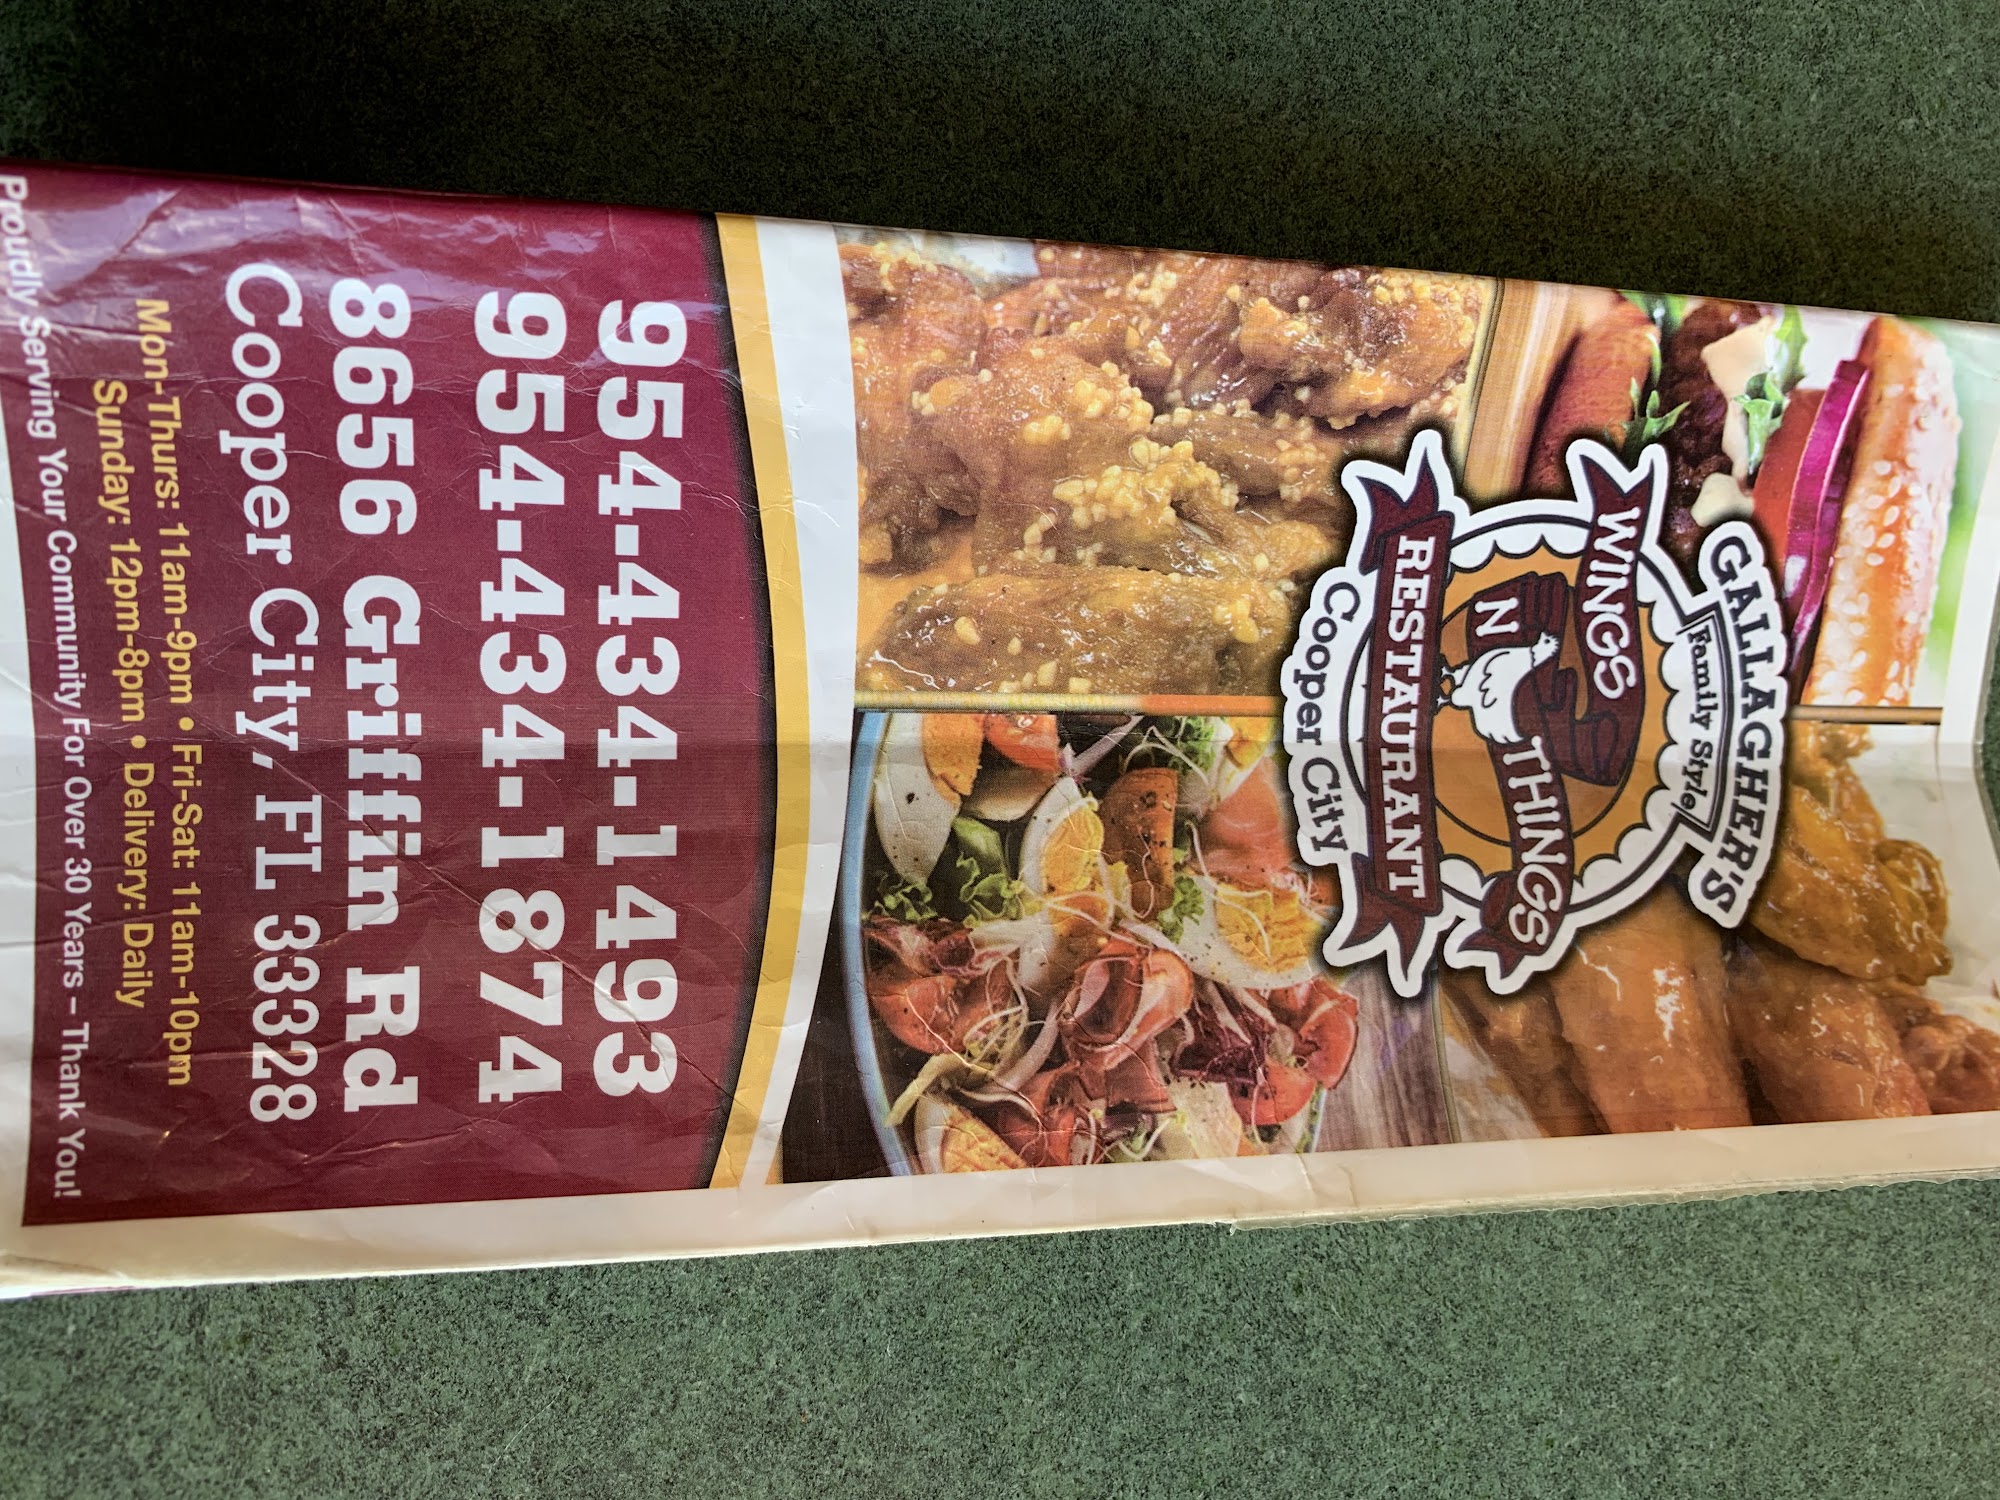 GALLAGHER'S
Family Style
WINGS
N
THINGS
RESTAURANT
Cooper City
954-434-1493
954-434-1874
8656 Griffin Rd
Cooper City, FL 33328
Mon-Thurs: 11am-9pm • Fri-Sat: 11am-10pm
Sunday: 12pm-8pm • Delivery: Daily
Proudly Serving Your Community For Over 30 Years – Thank You!